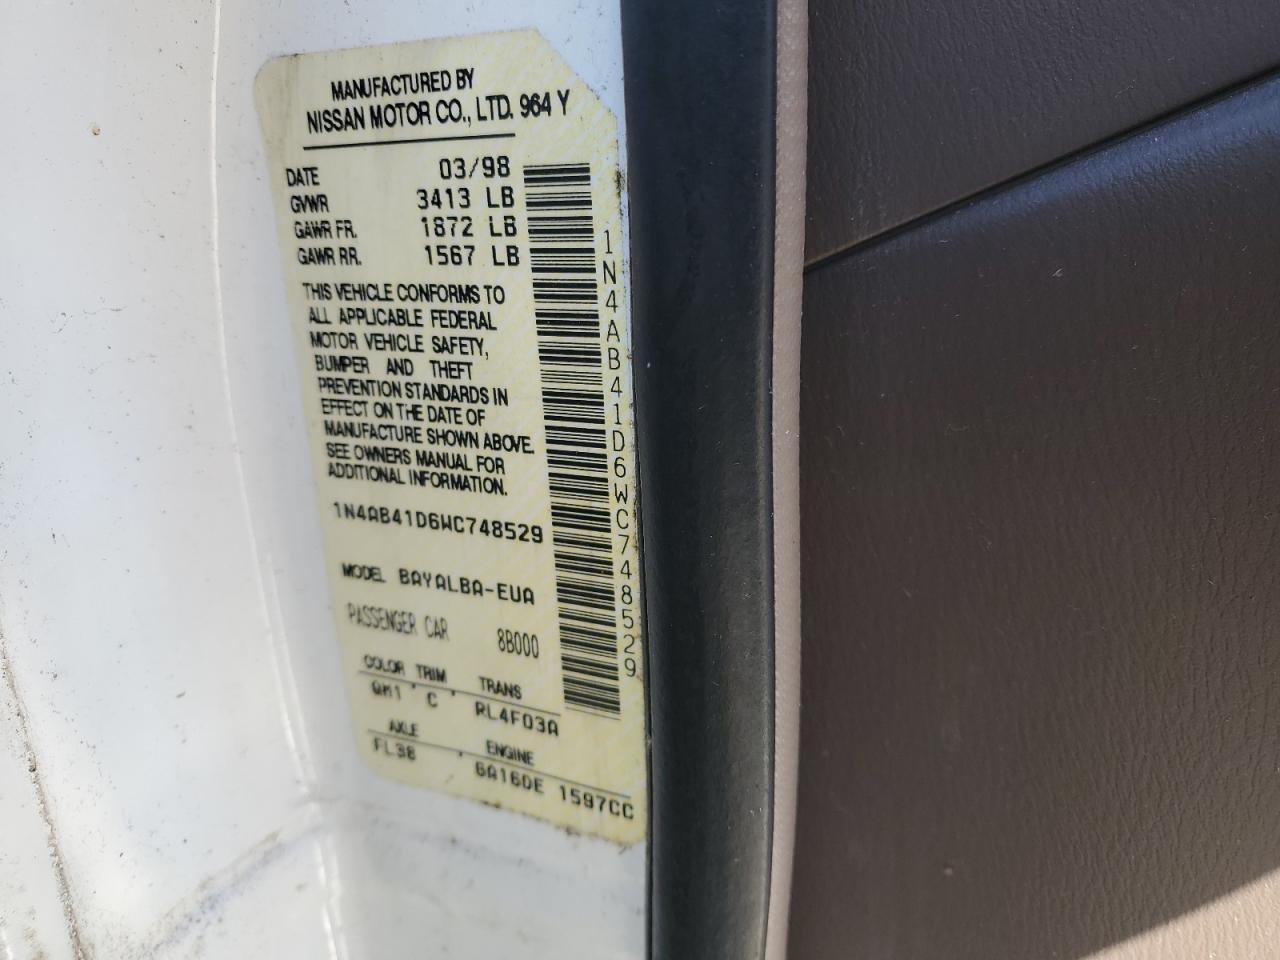 MANUFACTURED BY
NISSAN MOTOR CO., LTD. 964 Y
DATE 03/98
GVWR 3413 LB
GAWR FR. 1872 LB
GAWR RR. 1567 LB
THIS VEHICLE CONFORMS TO
ALL APPLICABLE FEDERAL
MOTOR VEHICLE SAFETY,
BUMPER AND THEFT
PREVENTION STANDARDS IN
EFFECT ON THE DATE OF
MANUFACTURE SHOWN ABOVE.
SEE OWNERS MANUAL FOR
ADDITIONAL INFORMATION.
1N4AB41D6WC748529
MODEL BAYALBA-EUA
PASSENGER CAR 8B000
COLOR TRIM TRANS
QM1 ' C ' RL4F03A
AXLE ENGINE
FL38 ' GA16DE 1597CC
1N4AB41D6WC748529